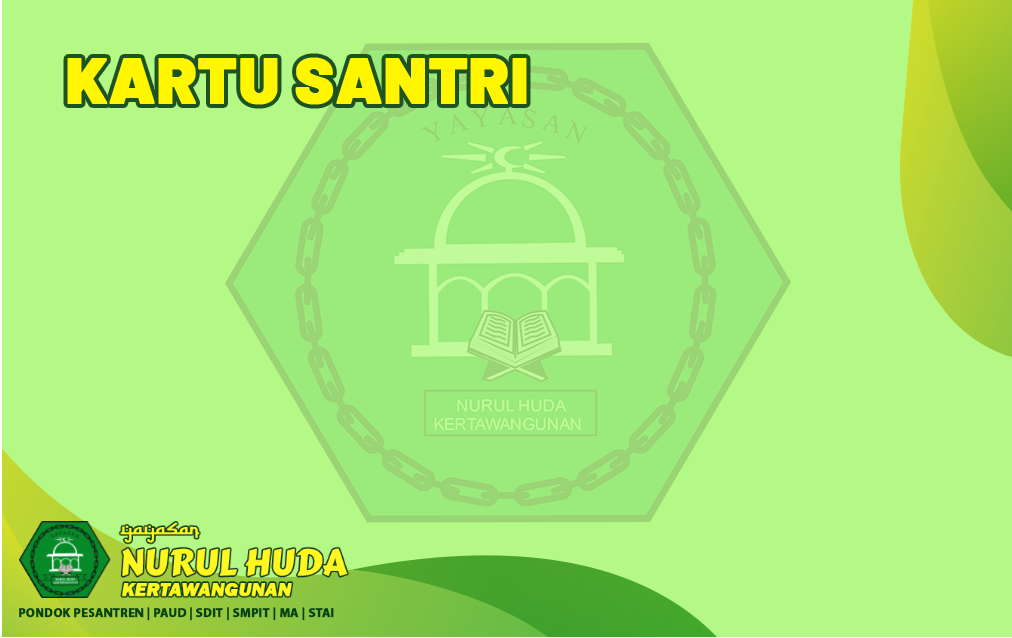 KARTU SANTRI
YAYASAN
NURUL HUDA
KERTAWANGUNAN
yayasan
NURUL HUDA
KERTAWANGUNAN
PONDOK PESANTREN | PAUD | SDIT | SMPIT | MA | STAI